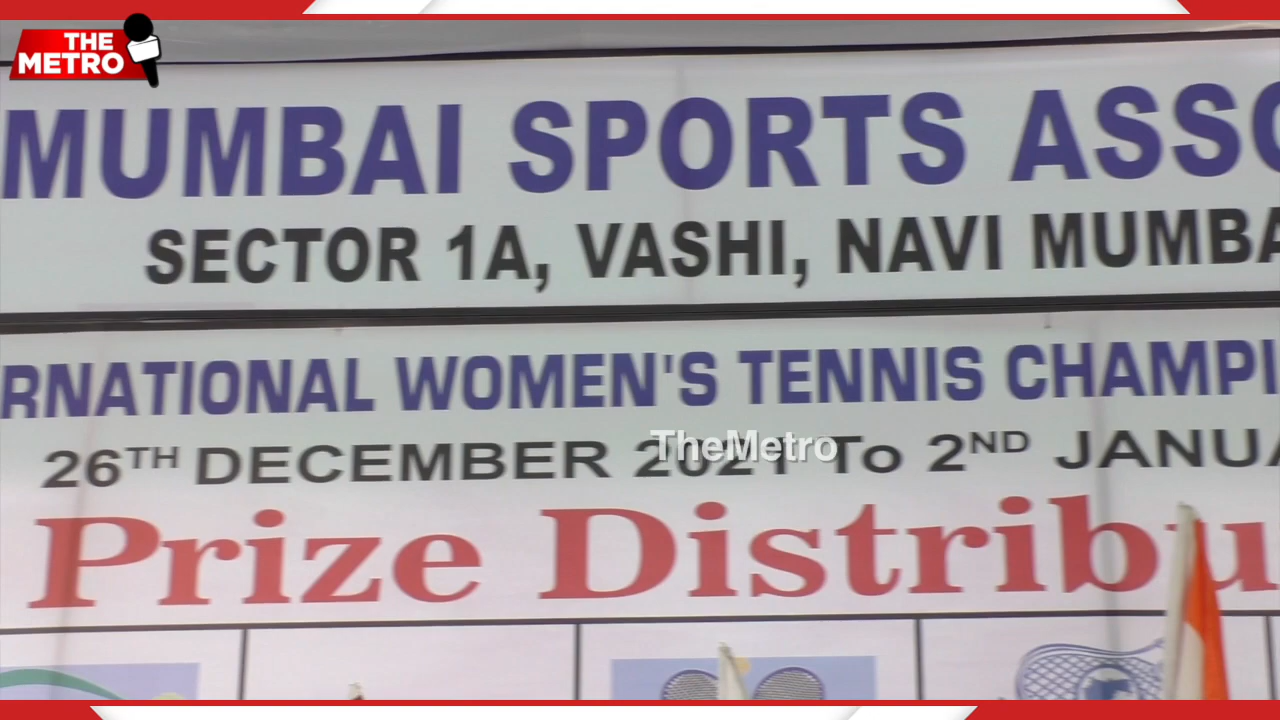 THE
METRO
MUMBAI SPORTS ASSO
SECTOR 1A, VASHI, NAVI MUMBA
RNATIONAL WOMEN'S TENNIS CHAMPI
26TH DECEMBER 2021 To 2ND JANUA
TheMetro
Prize Distribu